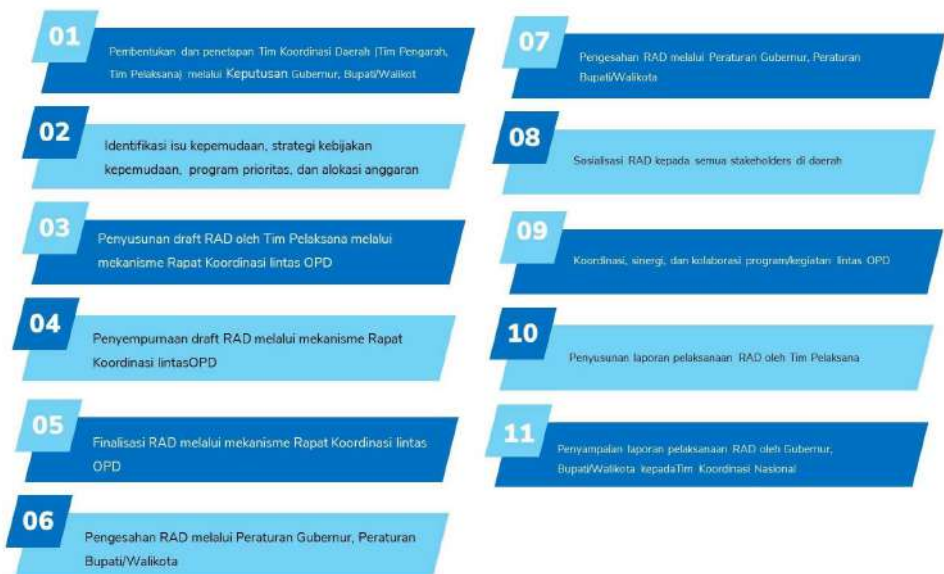 01
Pembentukan dan penetapan Tim Koordinasi Daerah (Tim Pengarah,
Tim Pelaksana) melalui Keputusan Gubernur, Bupati/Walikot
02
Identifikasi isu kepemudaan, strategi kebijakan
kepemudaan, program prioritas, dan alokasi anggaran
03
Penyusunan draft RAD oleh Tim Pelaksana melalui
mekanisme Rapat Koordinasi lintas OPD
04
Penyempurnaan draft RAD melalui mekanisme Rapat
Koordinasi lintasOPD
05
Finalisasi RAD melalui mekanisme Rapat Koordinasi lintas
OPD
06
Pengesahan RAD melalui Peraturan Gubernur, Peraturan
Bupati/Walikota
07
Pengesahan RAD melalui Peraturan Gubernur, Peraturan
Bupati/Walikota
08
Sosialisasi RAD kepada semua stakeholders di daerah
09
Koordinasi, sinergi, dan kolaborasi program/kegiatan lintas OPD
10
Penyusunan laporan pelaksanaan RAD oleh Tim Pelaksana
11
Penyampaian laporan pelaksanaan RAD oleh Gubernur,
Bupati/Walikota kepadaTim Koordinasi Nasional